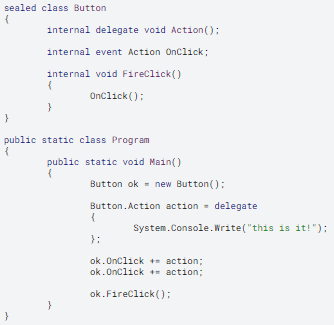 sealed class Button
{
internal delegate void Action();
internal event Action OnClick;
internal void FireClick()
{
OnClick();
}
}
public static class Program
{
public static void Main()
{
Button ok = new Button();
Button.Action action = delegate
{
System.Console.Write("this is it!");
};
ok.OnClick += action;
ok.OnClick += action;
ok.FireClick();
}
}